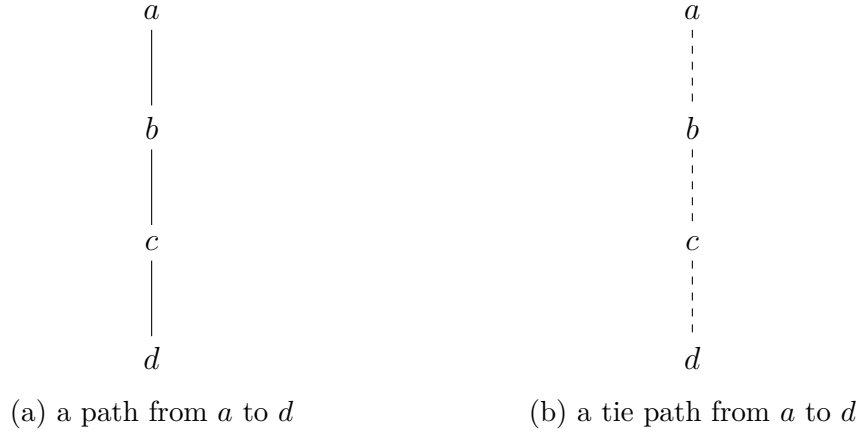 a a
b b
c c
d d
(a) a path from a to d (b) a tie path from a to d